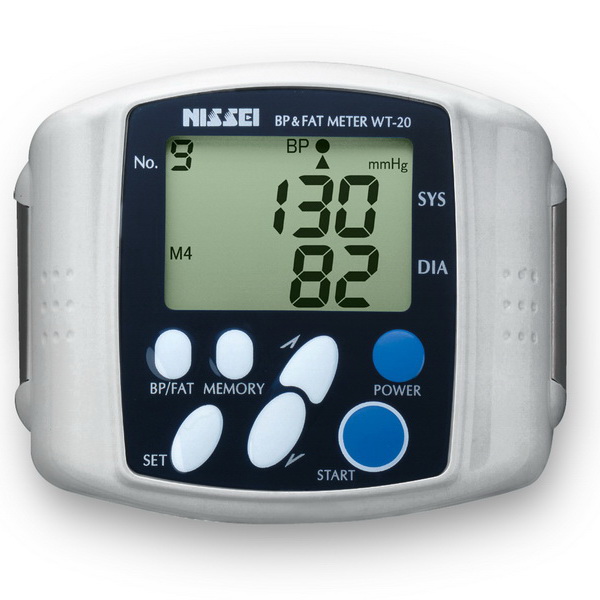 NISSEI BP & FAT METER WT-20
No. 9 BP mmHg
130 SYS
M4 82 DIA
BP/FAT MEMORY POWER
SET START